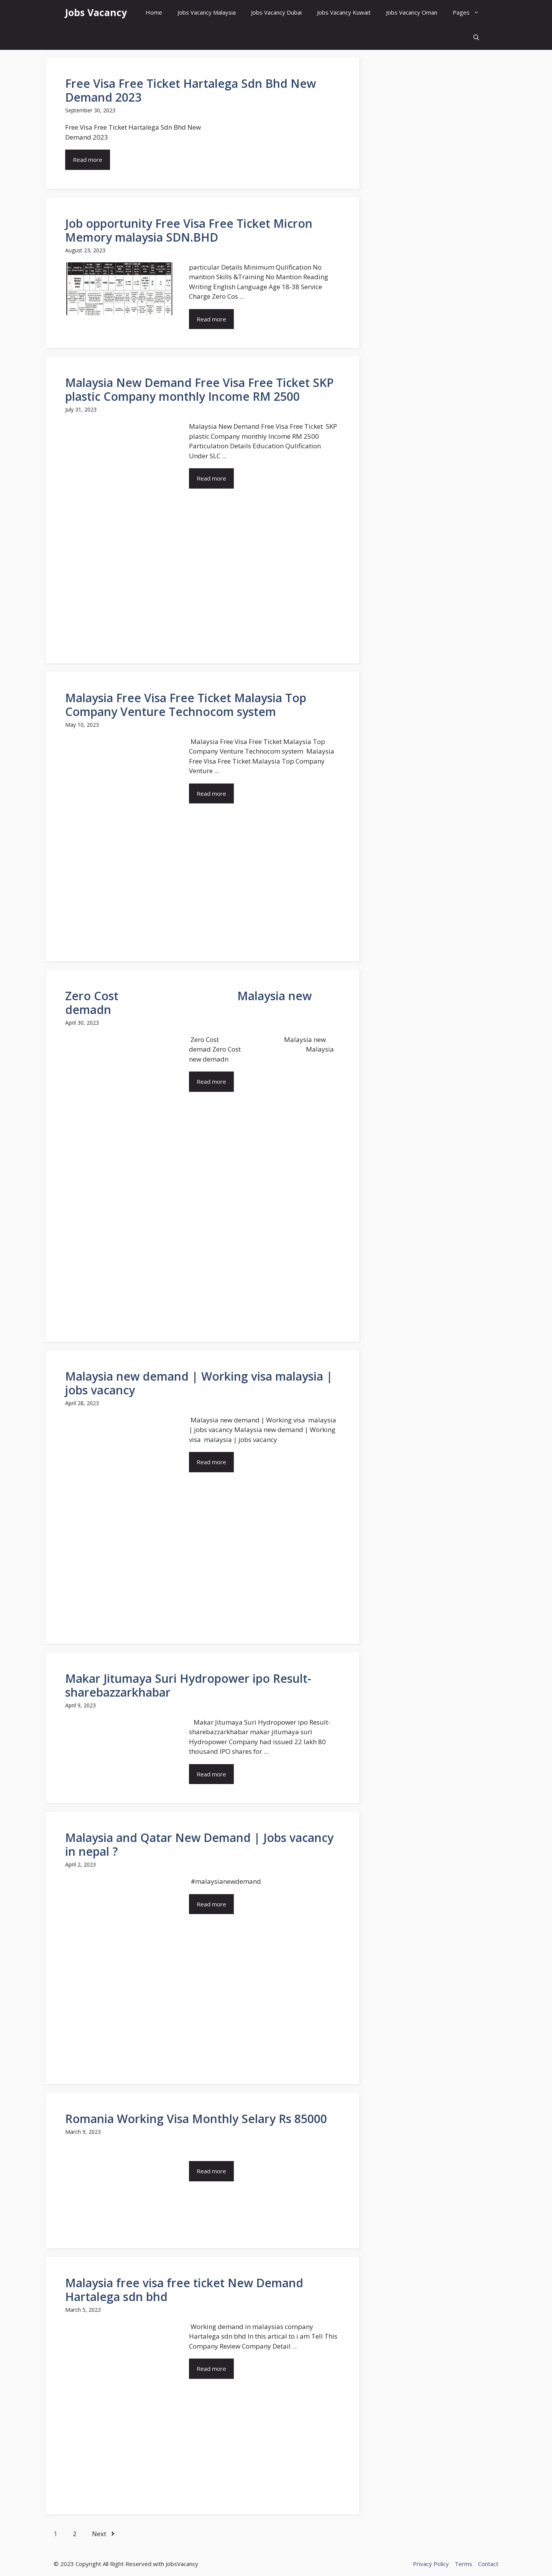 Jobs Vacancy
Home
Jobs Vacancy Malaysia
Jobs Vacancy Dubai
Jobs Vacancy Kuwait
Jobs Vacancy Oman
Pages
Free Visa Free Ticket Hartalega Sdn Bhd New
Demand 2023
September 30, 2023
Free Visa Free Ticket Hartalega Sdn Bhd New
Demand 2023
Read more
Job opportunity Free Visa Free Ticket Micron
Memory malaysia SDN.BHD
August 23, 2023
particular Details Minimum Qulification No
mantion Skills &Training No Mantion Reading
Writing English Language Age 18-38 Service
Charge Zero Cos ...
Read more
Malaysia New Demand Free Visa Free Ticket SKP
plastic Company monthly Income RM 2500
July 31, 2023
Malaysia New Demand Free Visa Free Ticket  SKP
plastic Company monthly Income RM 2500
Particulation Details Education Qulification
Under SLC ...
Read more
Malaysia Free Visa Free Ticket Malaysia Top
Company Venture Technocom system
May 10, 2023
Malaysia Free Visa Free Ticket Malaysia Top
Company Venture Technocom system  Malaysia
Free Visa Free Ticket Malaysia Top Company
Venture ...
Read more
Zero Cost Malaysia new
demadn
April 30, 2023
Zero Cost Malaysia new
demad Zero Cost Malaysia
new demadn
Read more
Malaysia new demand | Working visa malaysia |
jobs vacancy
April 28, 2023
Malaysia new demand | Working visa  malaysia
| jobs vacancy Malaysia new demand | Working
visa  malaysia | jobs vacancy
Read more
Makar Jitumaya Suri Hydropower ipo Result-
sharebazzarkhabar
April 9, 2023
Makar Jitumaya Suri Hydropower ipo Result-
sharebazzarkhabar makar jitumaya suri
Hydropower Company had issued 22 lakh 80
thousand IPO shares for ...
Read more
Malaysia and Qatar New Demand | Jobs vacancy
in nepal ?
April 2, 2023
#malaysianewdemand
Read more
Romania Working Visa Monthly Selary Rs 85000
March 9, 2023
Read more
Malaysia free visa free ticket New Demand
Hartalega sdn bhd
March 5, 2023
Working demand in malaysias company
Hartalega sdn bhd In this artical to i am Tell This
Company Review Company Detail ...
Read more
1 2 Next
© 2023 Copyright All Right Reserved with JobsVacancy
Privacy Policy Terms Contact